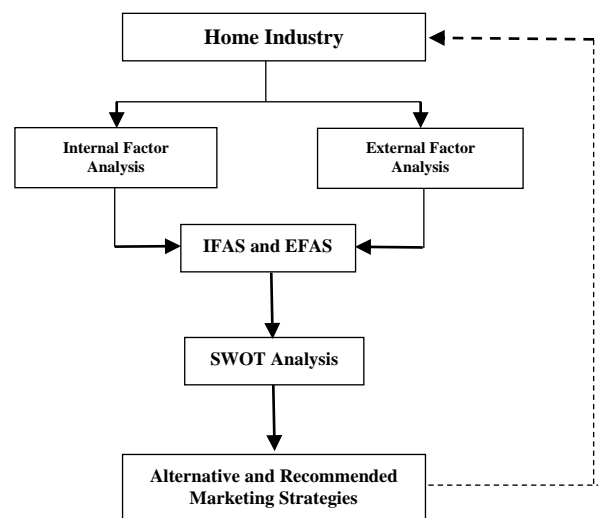 Home Industry
Internal Factor
Analysis
External Factor
Analysis
IFAS and EFAS
SWOT Analysis
Alternative and Recommended
Marketing Strategies